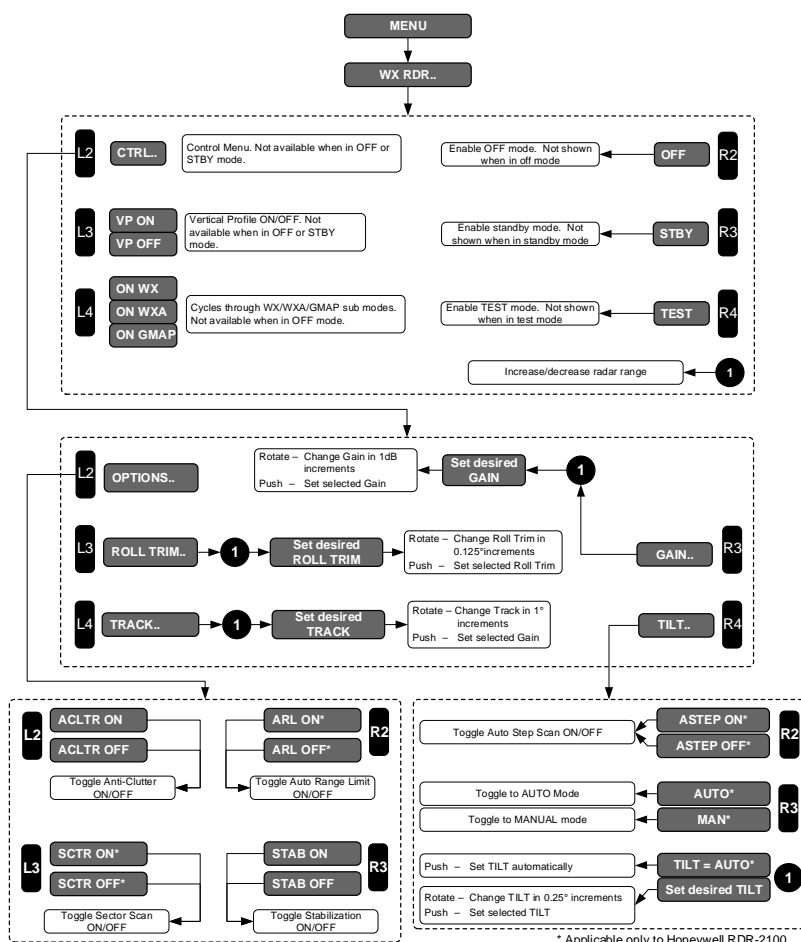 MENU
WX RDR..
L2
CTRL..
Control Menu. Not available when in OFF or
STBY mode.
Enable OFF mode. Not shown
when in off mode
OFF
R2
L3
VP ON
VP OFF
Vertical Profile ON/OFF. Not
available when in OFF or STBY
mode.
Enable standby mode. Not
shown when in standby mode
STBY
R3
L4
ON WX
ON WXA
ON GMAP
Cycles through WX/WXA/GMAP sub modes.
Not available when in OFF mode.
Enable TEST mode. Not shown
when in test mode
TEST
R4
Increase/decrease radar range
1
L2
OPTIONS..
Rotate – Change Gain in 1dB
increments
Push – Set selected Gain
Set desired
GAIN
1
L3
ROLL TRIM..
1
Set desired
ROLL TRIM
Rotate – Change Roll Trim in
0.125°increments
Push – Set selected Roll Trim
GAIN..
R3
L4
TRACK..
1
Set desired
TRACK
Rotate – Change Track in 1°
increments
Push – Set selected Gain
TILT..
R4
L2
ACLTR ON
ACLTR OFF
Toggle Anti-Clutter
ON/OFF
ARL ON*
ARL OFF*
R2
Toggle Auto Range Limit
ON/OFF
L3
SCTR ON*
SCTR OFF*
Toggle Sector Scan
ON/OFF
STAB ON
STAB OFF
R3
Toggle Stabilization
ON/OFF
Toggle Auto Step Scan ON/OFF
ASTEP ON*
ASTEP OFF*
R2
Toggle to AUTO Mode
AUTO*
Toggle to MANUAL mode
MAN*
R3
Push – Set TILT automatically
TILT = AUTO*
1
Rotate – Change TILT in 0.25° increments
Push – Set selected TILT
Set desired TILT
* Applicable only to Honeywell RDR-2100